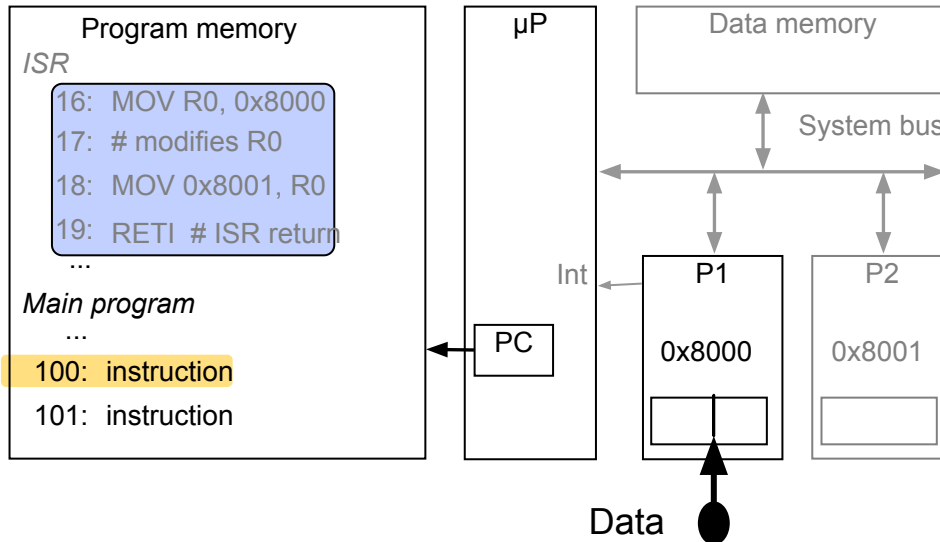 Program memory
ISR
16: MOV R0, 0x8000
17: # modifies R0
18: MOV 0x8001, R0
19: RETI # ISR return
...
Main program
...
100: instruction
101: instruction
µP
Int
PC
Data memory
System bus
P1
0x8000
P2
0x8001
Data